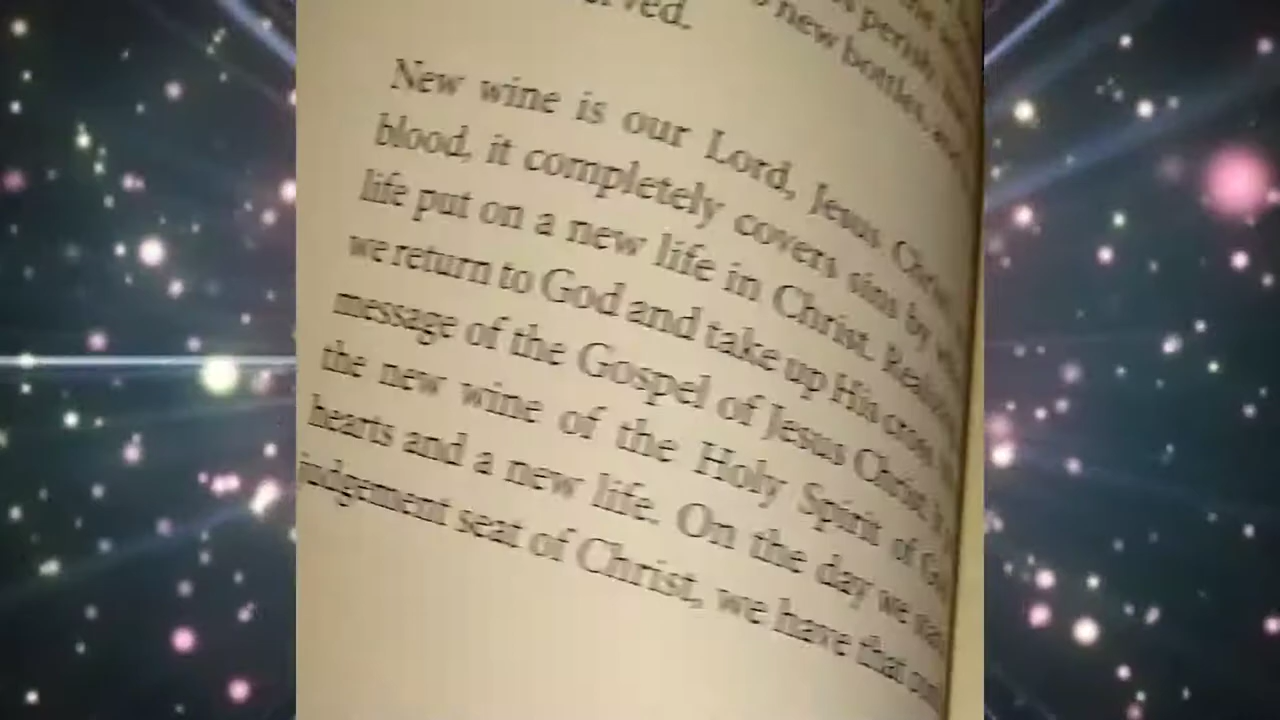 new bottles, and
New wine is our Lord, Jesus
blood, it completely covers sins by
life put on a new life in Christ.
we return to God and take up His cross
message of the Gospel of Jesus Christ.
the new wine of the Holy Spirit of
hearts and a new life. On the day we
judgement seat of Christ, we have that